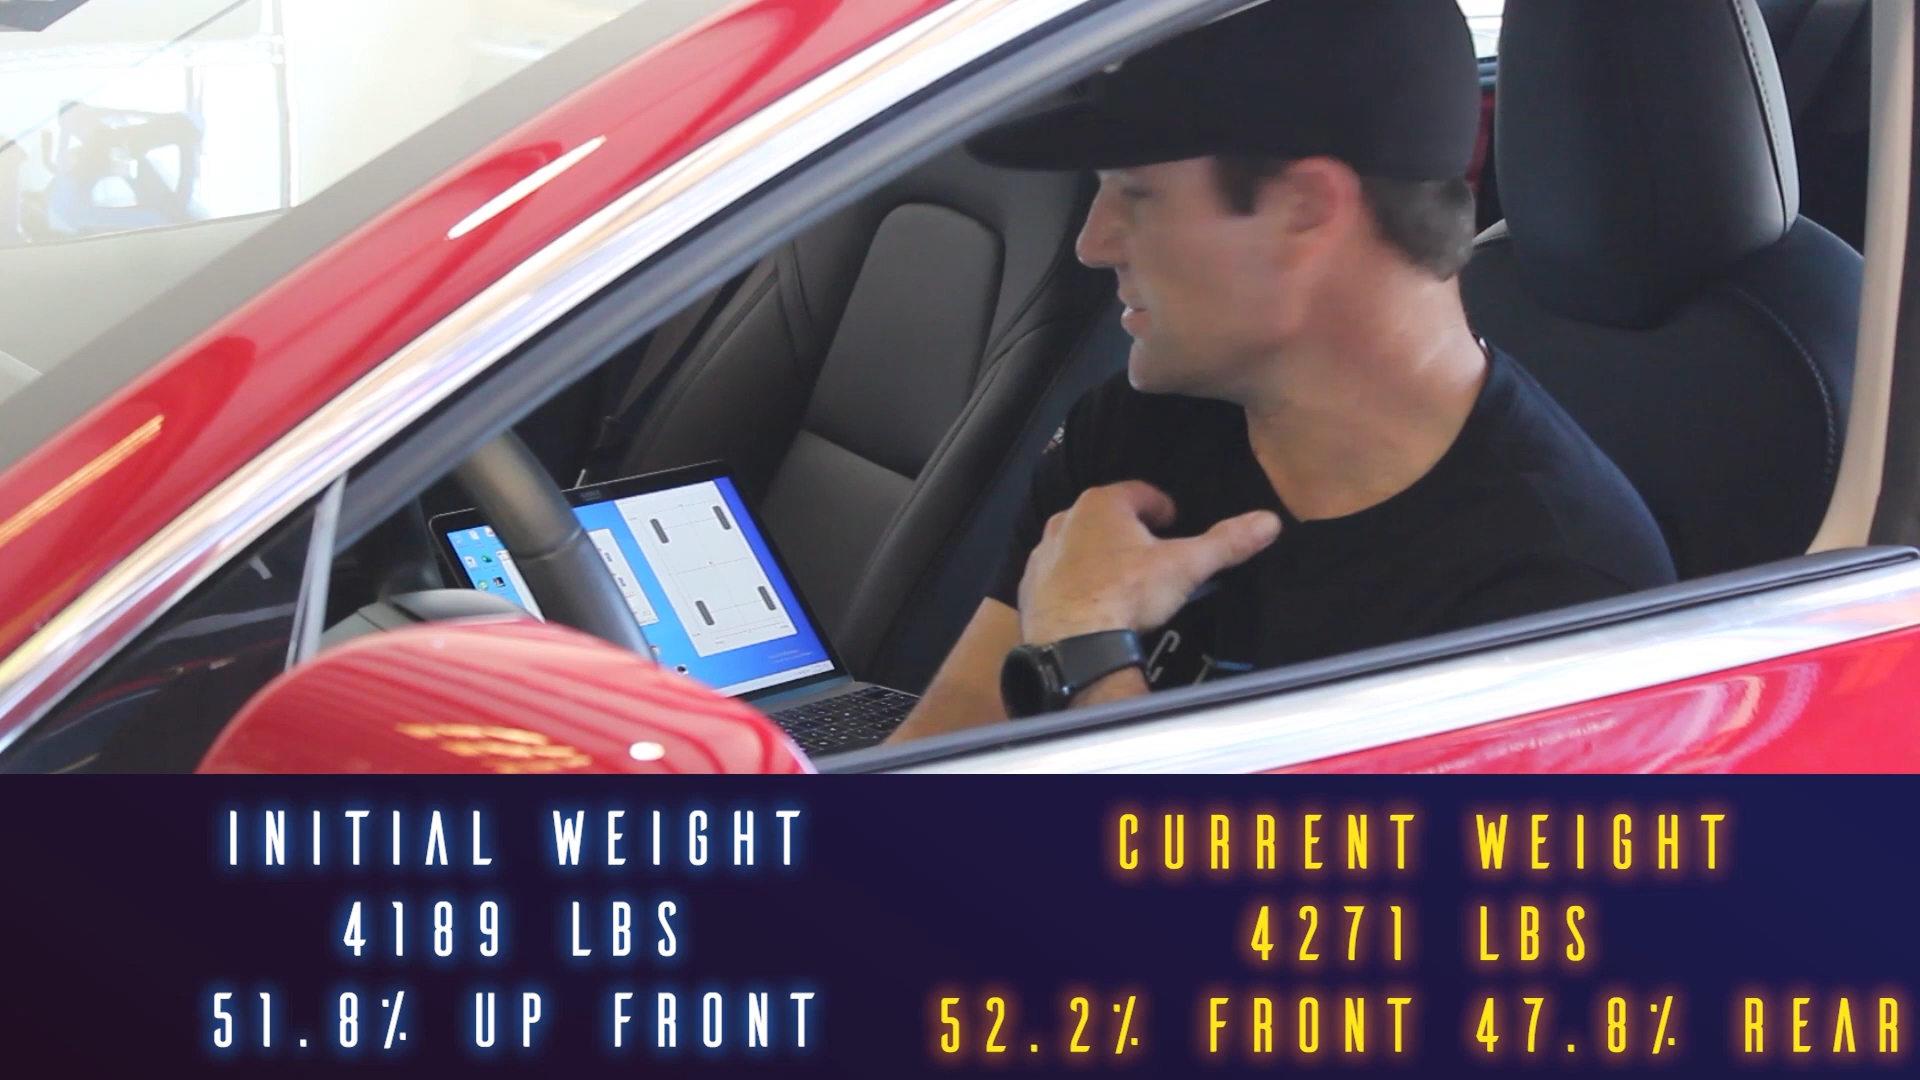 INITIAL WEIGHT
4189 LBS
51.8% UP FRONT
CURRENT WEIGHT
4271 LBS
52.2% FRONT 47.8% REAR